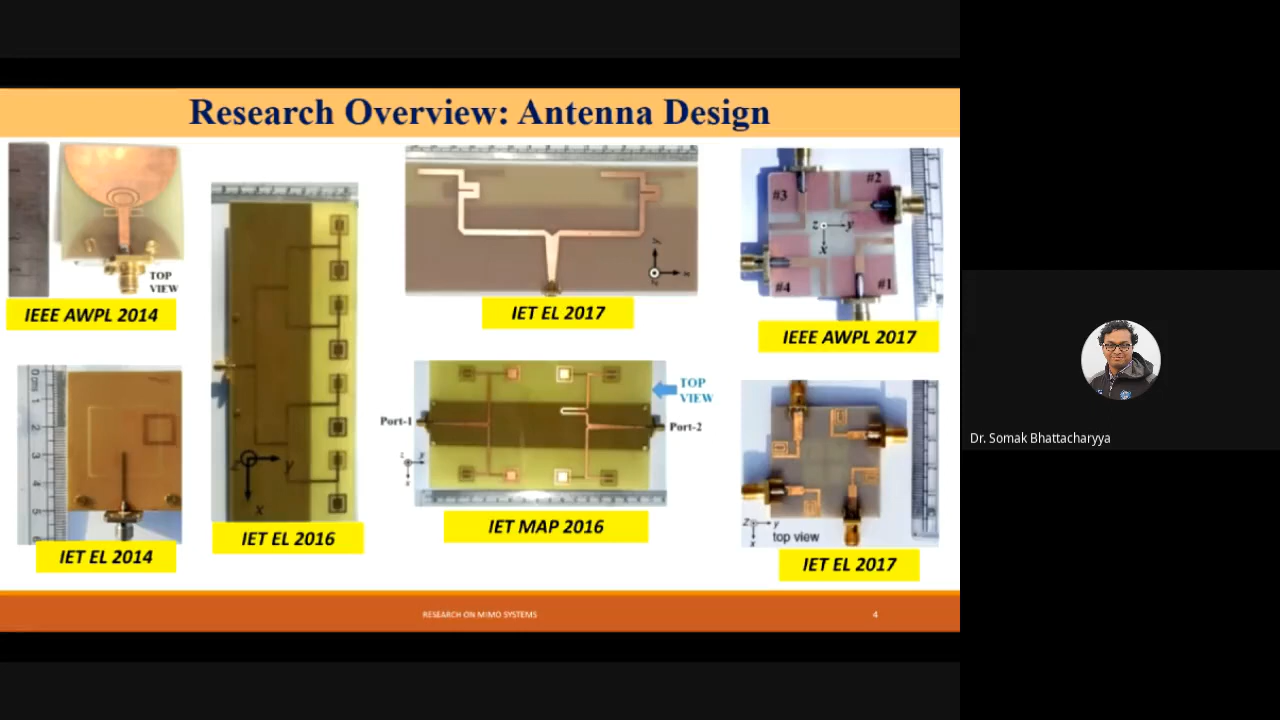 Research Overview: Antenna Design
TOP
VIEW
IEEE AWPL 2014
IET EL 2014
y
x
IET EL 2016
IET EL 2017
Port-1
TOP
VIEW
Port-2
IET MAP 2016
#2
#3
z
y
x
#4
#1
IEEE AWPL 2017
Z
y
x
top view
IET EL 2017
RESEARCH ON MIMO SYSTEMS
4
Dr. Somak Bhattacharyya